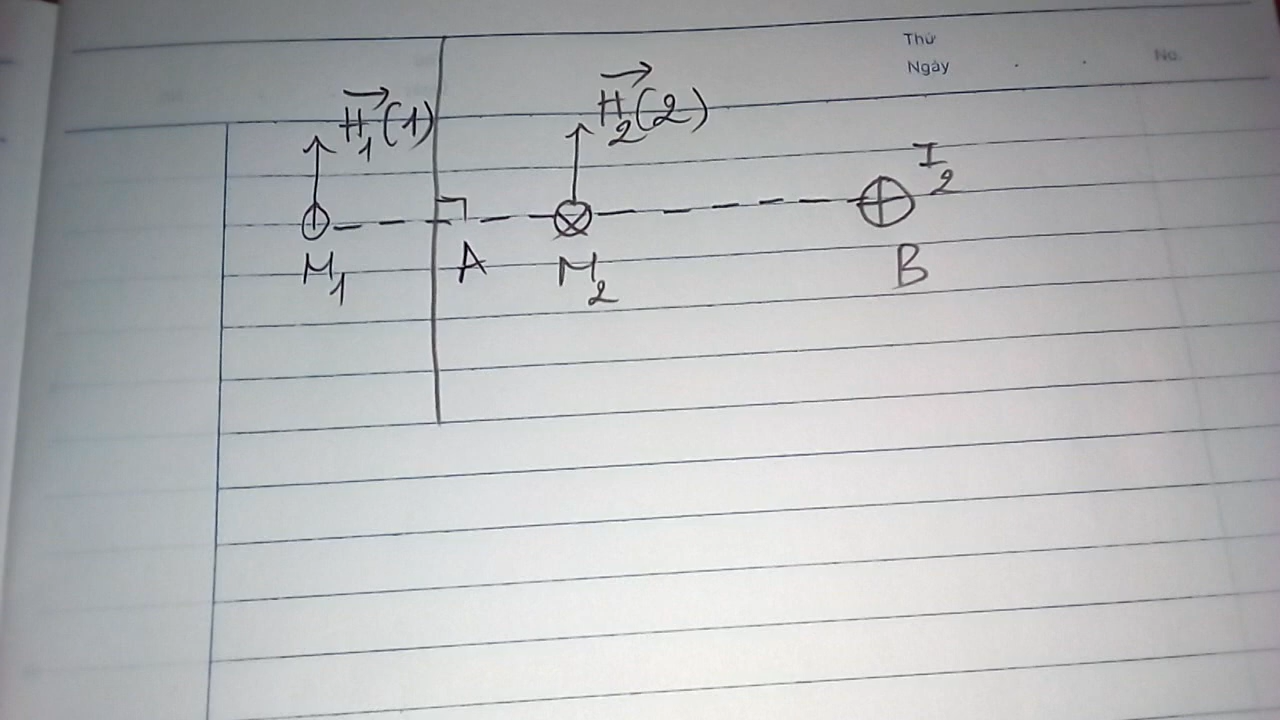 Thứ
Ngày
No.
H₁(1)
H₂(2)
I₂
M₁
A
M₂
B